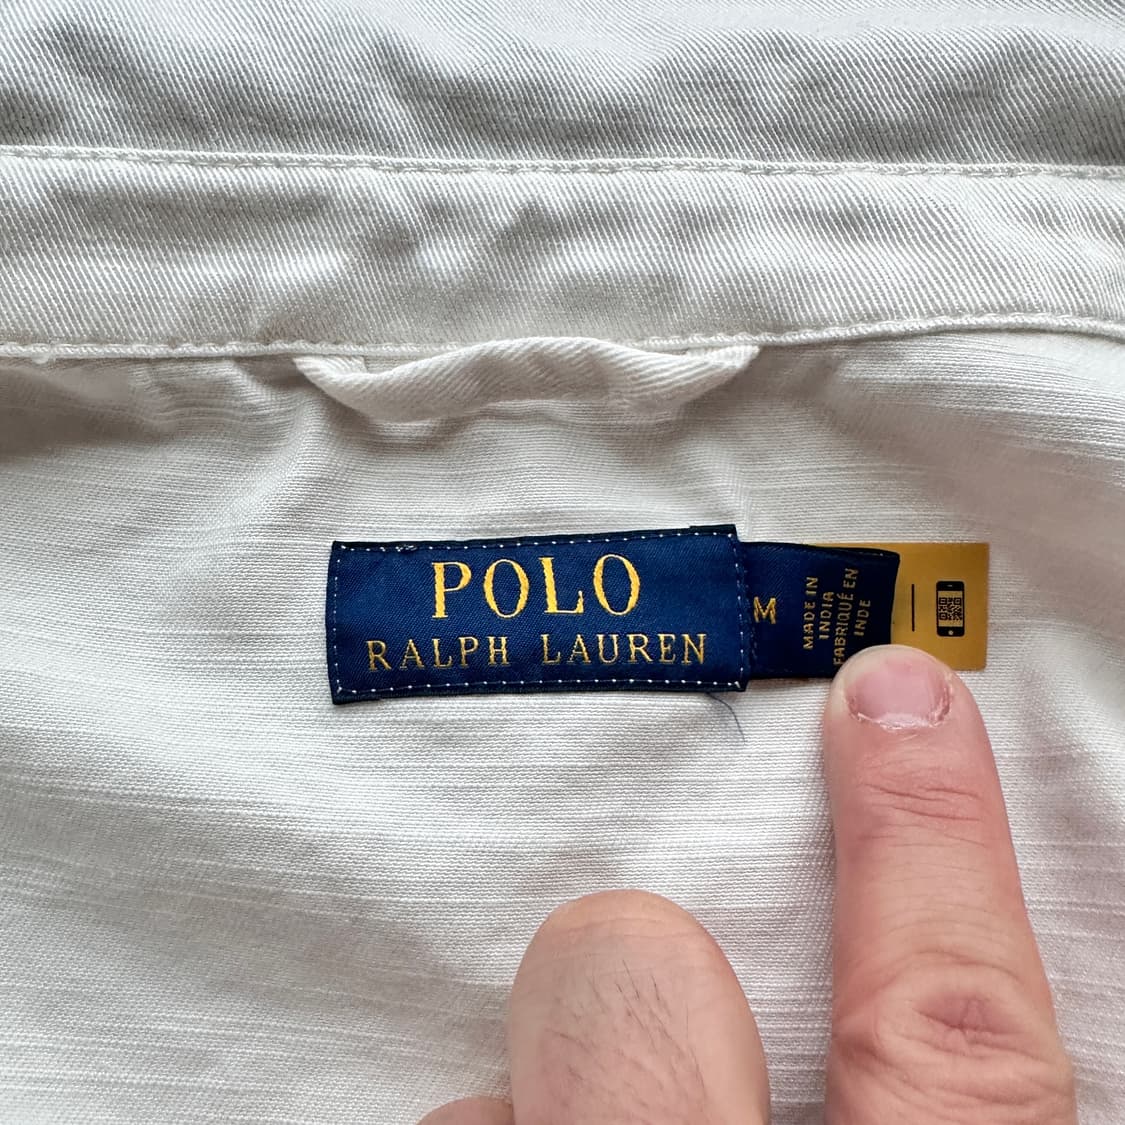 POLO
RALPH LAUREN
M
MADE IN
INDIA
FABRIQUÉ EN
INDE